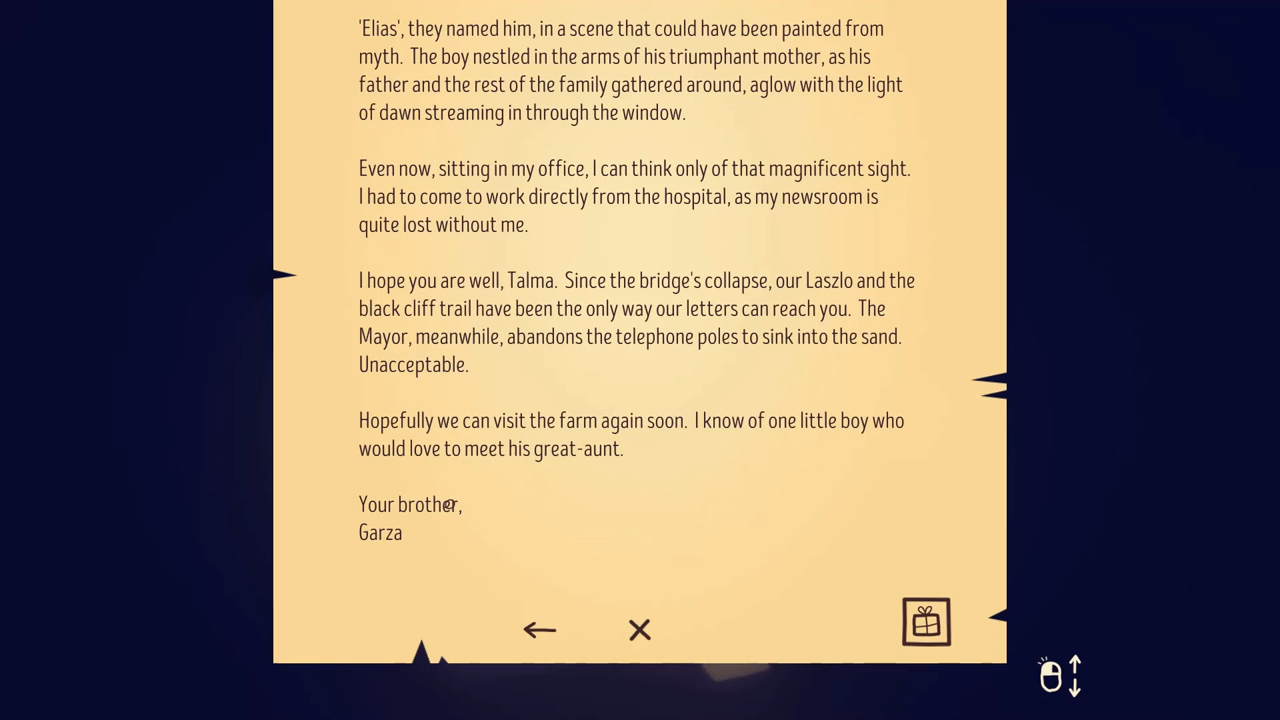 'Elias', they named him, in a scene that could have been painted from
myth. The boy nestled in the arms of his triumphant mother, as his
father and the rest of the family gathered around, aglow with the light
of dawn streaming in through the window.
Even now, sitting in my office, I can think only of that magnificent sight.
I had to come to work directly from the hospital, as my newsroom is
quite lost without me.
I hope you are well, Talma. Since the bridge's collapse, our Laszlo and the
black cliff trail have been the only way our letters can reach you. The
Mayor, meanwhile, abandons the telephone poles to sink into the sand.
Unacceptable.
Hopefully we can visit the farm again soon. I know of one little boy who
would love to meet his great-aunt.
Your brother,
Garza